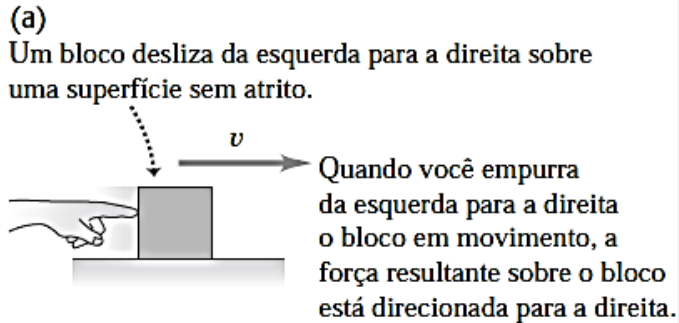 (a)
Um bloco desliza da esquerda para a direita sobre
uma superfície sem atrito.
v
Quando você empurra
da esquerda para a direita
o bloco em movimento, a
força resultante sobre o bloco
está direcionada para a direita.